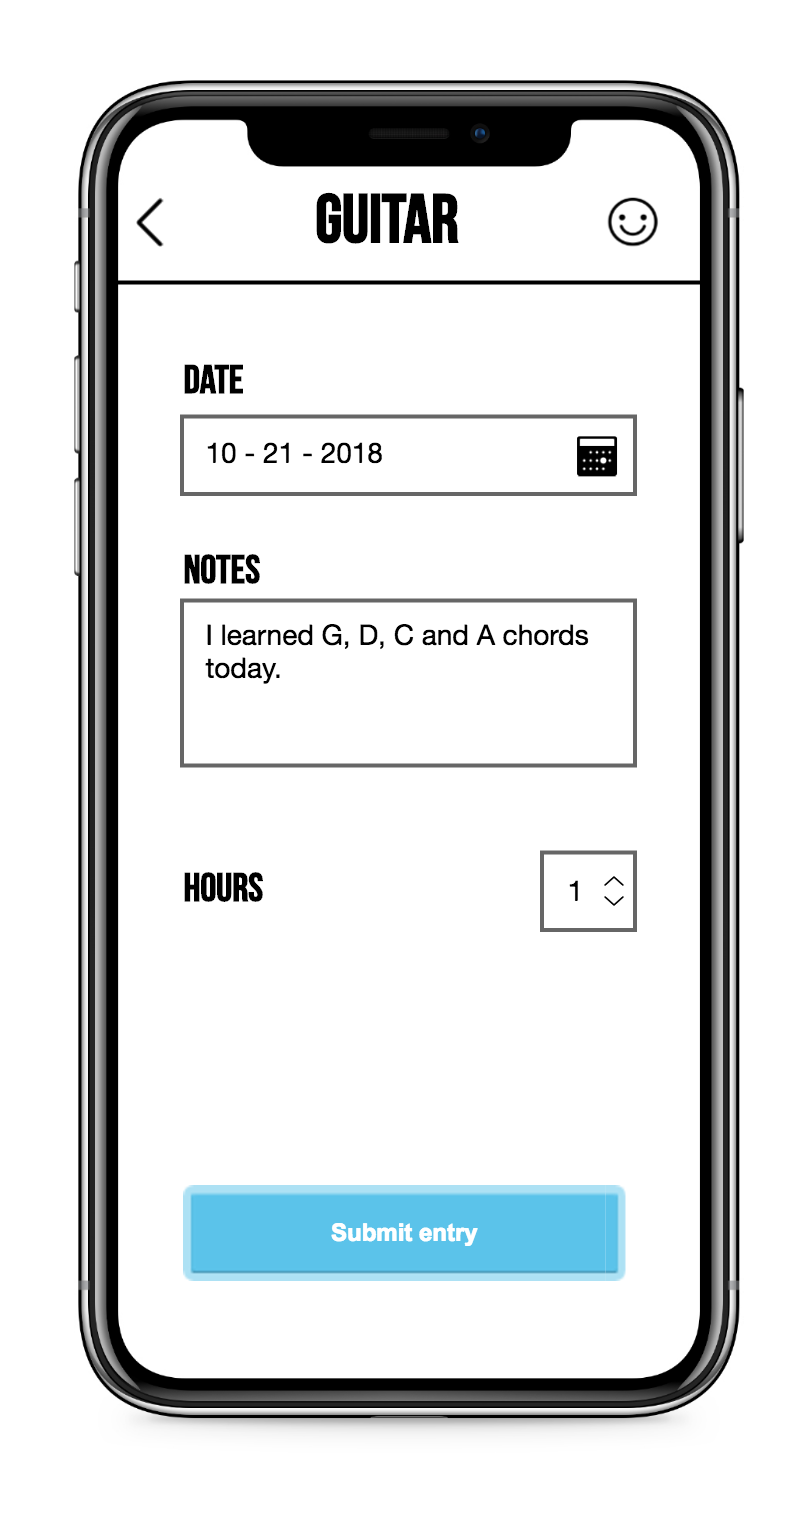 GUITAR
DATE
10 - 21 - 2018
NOTES
I learned G, D, C and A chords
today.
HOURS
1
Submit entry